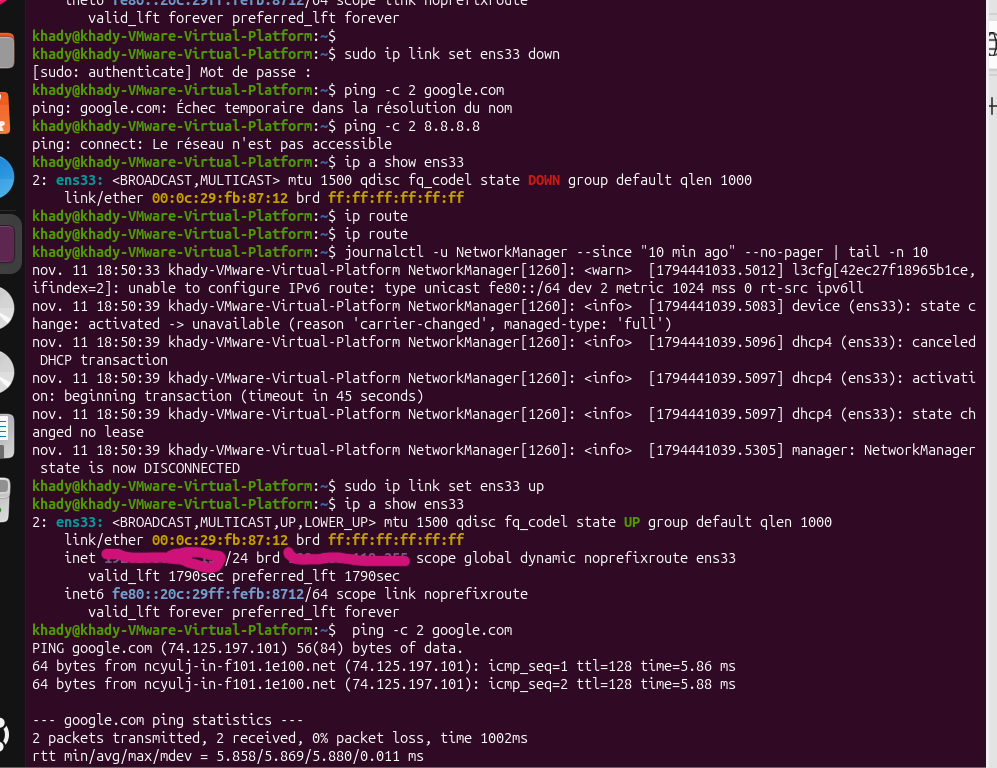 inet6 fe80::20c:29ff:fefb:8712/64 scope link noprefixroute
valid_lft forever preferred_lft forever
khady@khady-VMware-Virtual-Platform:~$
khady@khady-VMware-Virtual-Platform:~$ sudo ip link set ens33 down
[sudo: authenticate] Mot de passe :
khady@khady-VMware-Virtual-Platform:~$ ping -c 2 google.com
ping: google.com: Échec temporaire dans la résolution du nom
khady@khady-VMware-Virtual-Platform:~$ ping -c 2 8.8.8.8
ping: connect: Le réseau n'est pas accessible
khady@khady-VMware-Virtual-Platform:~$ ip a show ens33
2: ens33: <BROADCAST,MULTICAST> mtu 1500 qdisc fq_codel state DOWN group default qlen 1000
link/ether 00:0c:29:fb:87:12 brd ff:ff:ff:ff:ff:ff
khady@khady-VMware-Virtual-Platform:~$ ip route
khady@khady-VMware-Virtual-Platform:~$ ip route
khady@khady-VMware-Virtual-Platform:~$ journalctl -u NetworkManager --since "10 min ago" --no-pager | tail -n 10
nov. 11 18:50:33 khady-VMware-Virtual-Platform NetworkManager[1260]: <warn>  [1794441033.5012] l3cfg[42ec27f18965b1ce,
ifindex=2]: unable to configure IPv6 route: type unicast fe80::/64 dev 2 metric 1024 mss 0 rt-src ipv6ll
nov. 11 18:50:39 khady-VMware-Virtual-Platform NetworkManager[1260]: <info>  [1794441039.5083] device (ens33): state c
hange: activated -> unavailable (reason 'carrier-changed', managed-type: 'full')
nov. 11 18:50:39 khady-VMware-Virtual-Platform NetworkManager[1260]: <info>  [1794441039.5096] dhcp4 (ens33): canceled
DHCP transaction
nov. 11 18:50:39 khady-VMware-Virtual-Platform NetworkManager[1260]: <info>  [1794441039.5097] dhcp4 (ens33): activati
on: beginning transaction (timeout in 45 seconds)
nov. 11 18:50:39 khady-VMware-Virtual-Platform NetworkManager[1260]: <info>  [1794441039.5097] dhcp4 (ens33): state ch
anged no lease
nov. 11 18:50:39 khady-VMware-Virtual-Platform NetworkManager[1260]: <info>  [1794441039.5305] manager: NetworkManager
state is now DISCONNECTED
khady@khady-VMware-Virtual-Platform:~$ sudo ip link set ens33 up
khady@khady-VMware-Virtual-Platform:~$ ip a show ens33
2: ens33: <BROADCAST,MULTICAST,UP,LOWER_UP> mtu 1500 qdisc fq_codel state UP group default qlen 1000
link/ether 00:0c:29:fb:87:12 brd ff:ff:ff:ff:ff:ff
inet /24 brd scope global dynamic noprefixroute ens33
valid_lft 1790sec preferred_lft 1790sec
inet6 fe80::20c:29ff:fefb:8712/64 scope link noprefixroute
valid_lft forever preferred_lft forever
khady@khady-VMware-Virtual-Platform:~$  ping -c 2 google.com
PING google.com (74.125.197.101) 56(84) bytes of data.
64 bytes from ncyulj-in-f101.1e100.net (74.125.197.101): icmp_seq=1 ttl=128 time=5.86 ms
64 bytes from ncyulj-in-f101.1e100.net (74.125.197.101): icmp_seq=2 ttl=128 time=5.88 ms
--- google.com ping statistics ---
2 packets transmitted, 2 received, 0% packet loss, time 1002ms
rtt min/avg/max/mdev = 5.858/5.869/5.880/0.011 ms